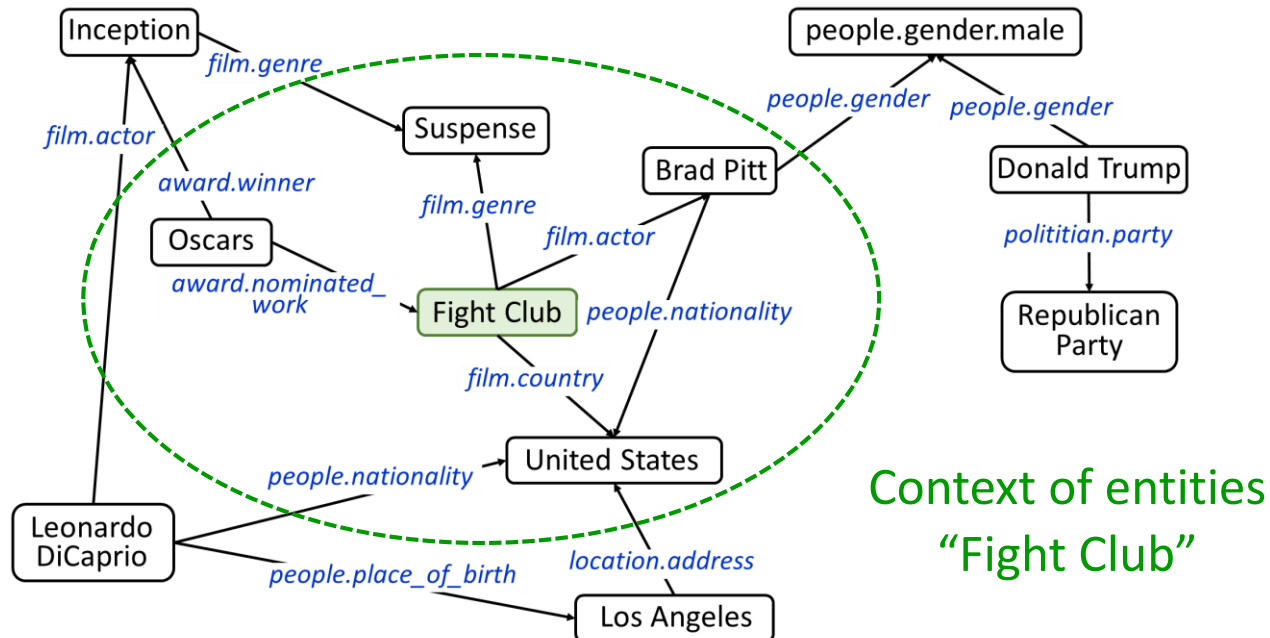 Inception
people.gender.male
film.genre
people.gender
people.gender
film.actor
Suspense
Brad Pitt
Donald Trump
award.winner
film.genre
Oscars
film.actor
polititian.party
award.nominated_
work
Fight Club
people.nationality
Republican
Party
film.country
United States
people.nationality
Context of entities
“Fight Club”
Leonardo
DiCaprio
people.place_of_birth
location.address
Los Angeles